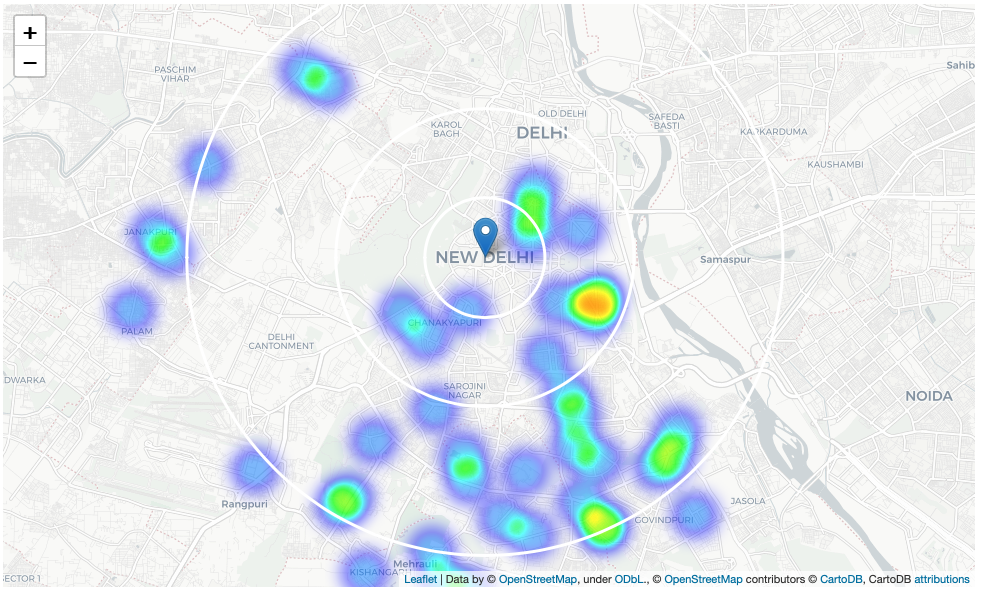 +
−
PASCHIM
VIHAR
Sahib
KAROL
BAGH
OLD DELHI
DELHI
SAFEDA
BASTI
KAUSHAMBI
JANAKPURI
NEW DELHI
Samaspur
PALAM
CHANAKYAPURI
DELHI
CANTONMENT
DWARKA
SAROJINI
NAGAR
NOIDA
Rangpuri
JASOLA
GOVINDPURI
Mehrauli
SECTOR 1
Leaflet | Data by © OpenStreetMap, under ODbL., © OpenStreetMap contributors © CartoDB, CartoDB attributions